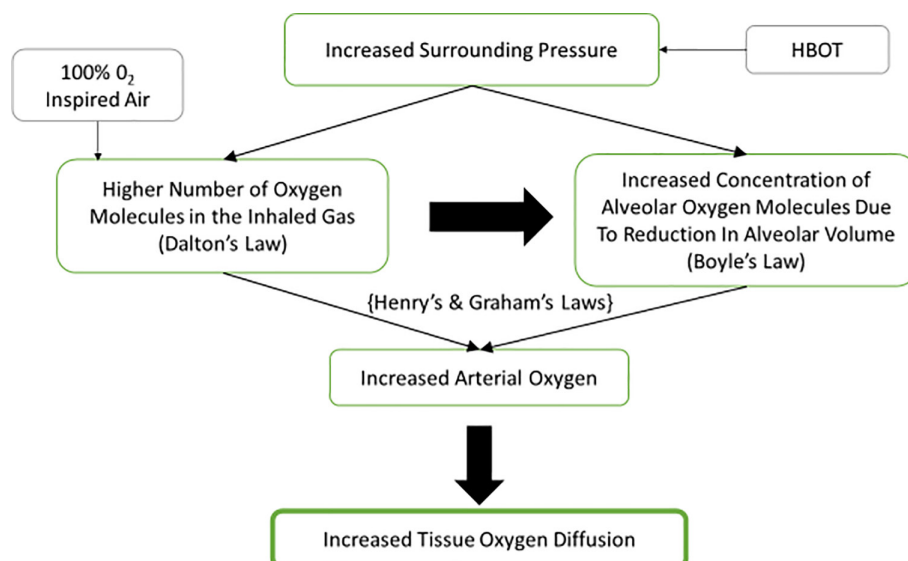 Increased Surrounding Pressure
HBOT
100% 0₂
Inspired Air
Higher Number of Oxygen
Molecules in the Inhaled Gas
(Dalton's Law)
Increased Concentration of
Alveolar Oxygen Molecules Due
To Reduction In Alveolar Volume
(Boyle's Law)
{Henry's & Graham's Laws}
Increased Arterial Oxygen
Increased Tissue Oxygen Diffusion